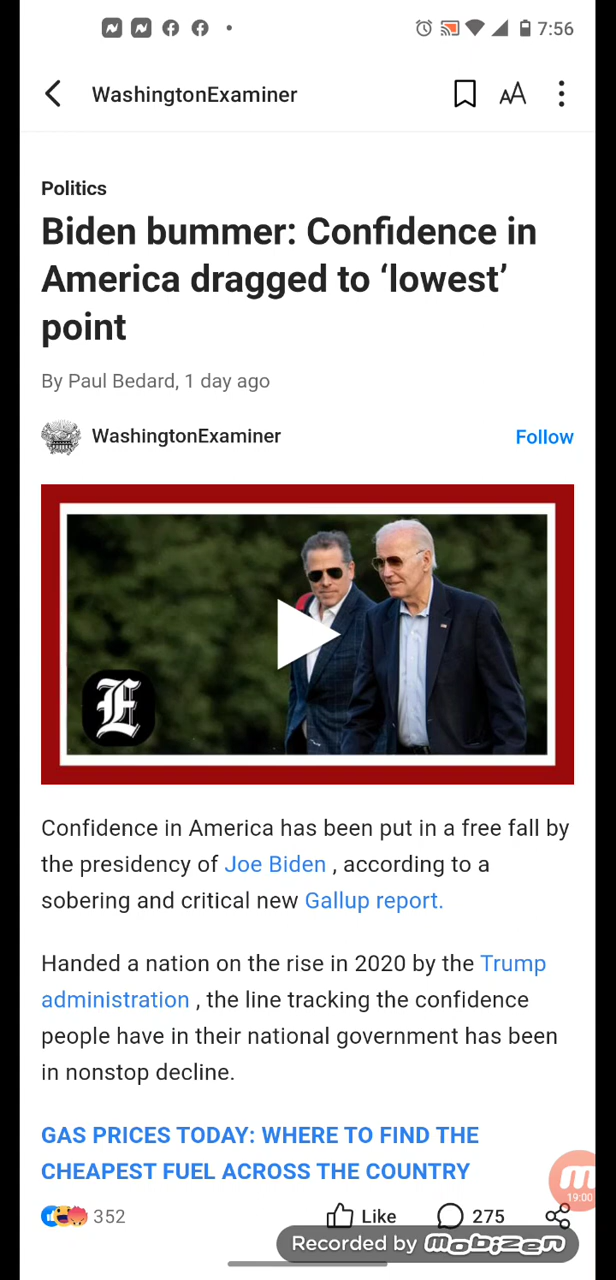 7:56
WashingtonExaminer
AA
Politics
Biden bummer: Confidence in
America dragged to ‘lowest’
point
By Paul Bedard, 1 day ago
WashingtonExaminer
Follow
E
Confidence in America has been put in a free fall by
the presidency of Joe Biden , according to a
sobering and critical new Gallup report.
Handed a nation on the rise in 2020 by the Trump
administration , the line tracking the confidence
people have in their national government has been
in nonstop decline.
GAS PRICES TODAY: WHERE TO FIND THE
CHEAPEST FUEL ACROSS THE COUNTRY
m
19:00
352 Like 275
Recorded by mobizen